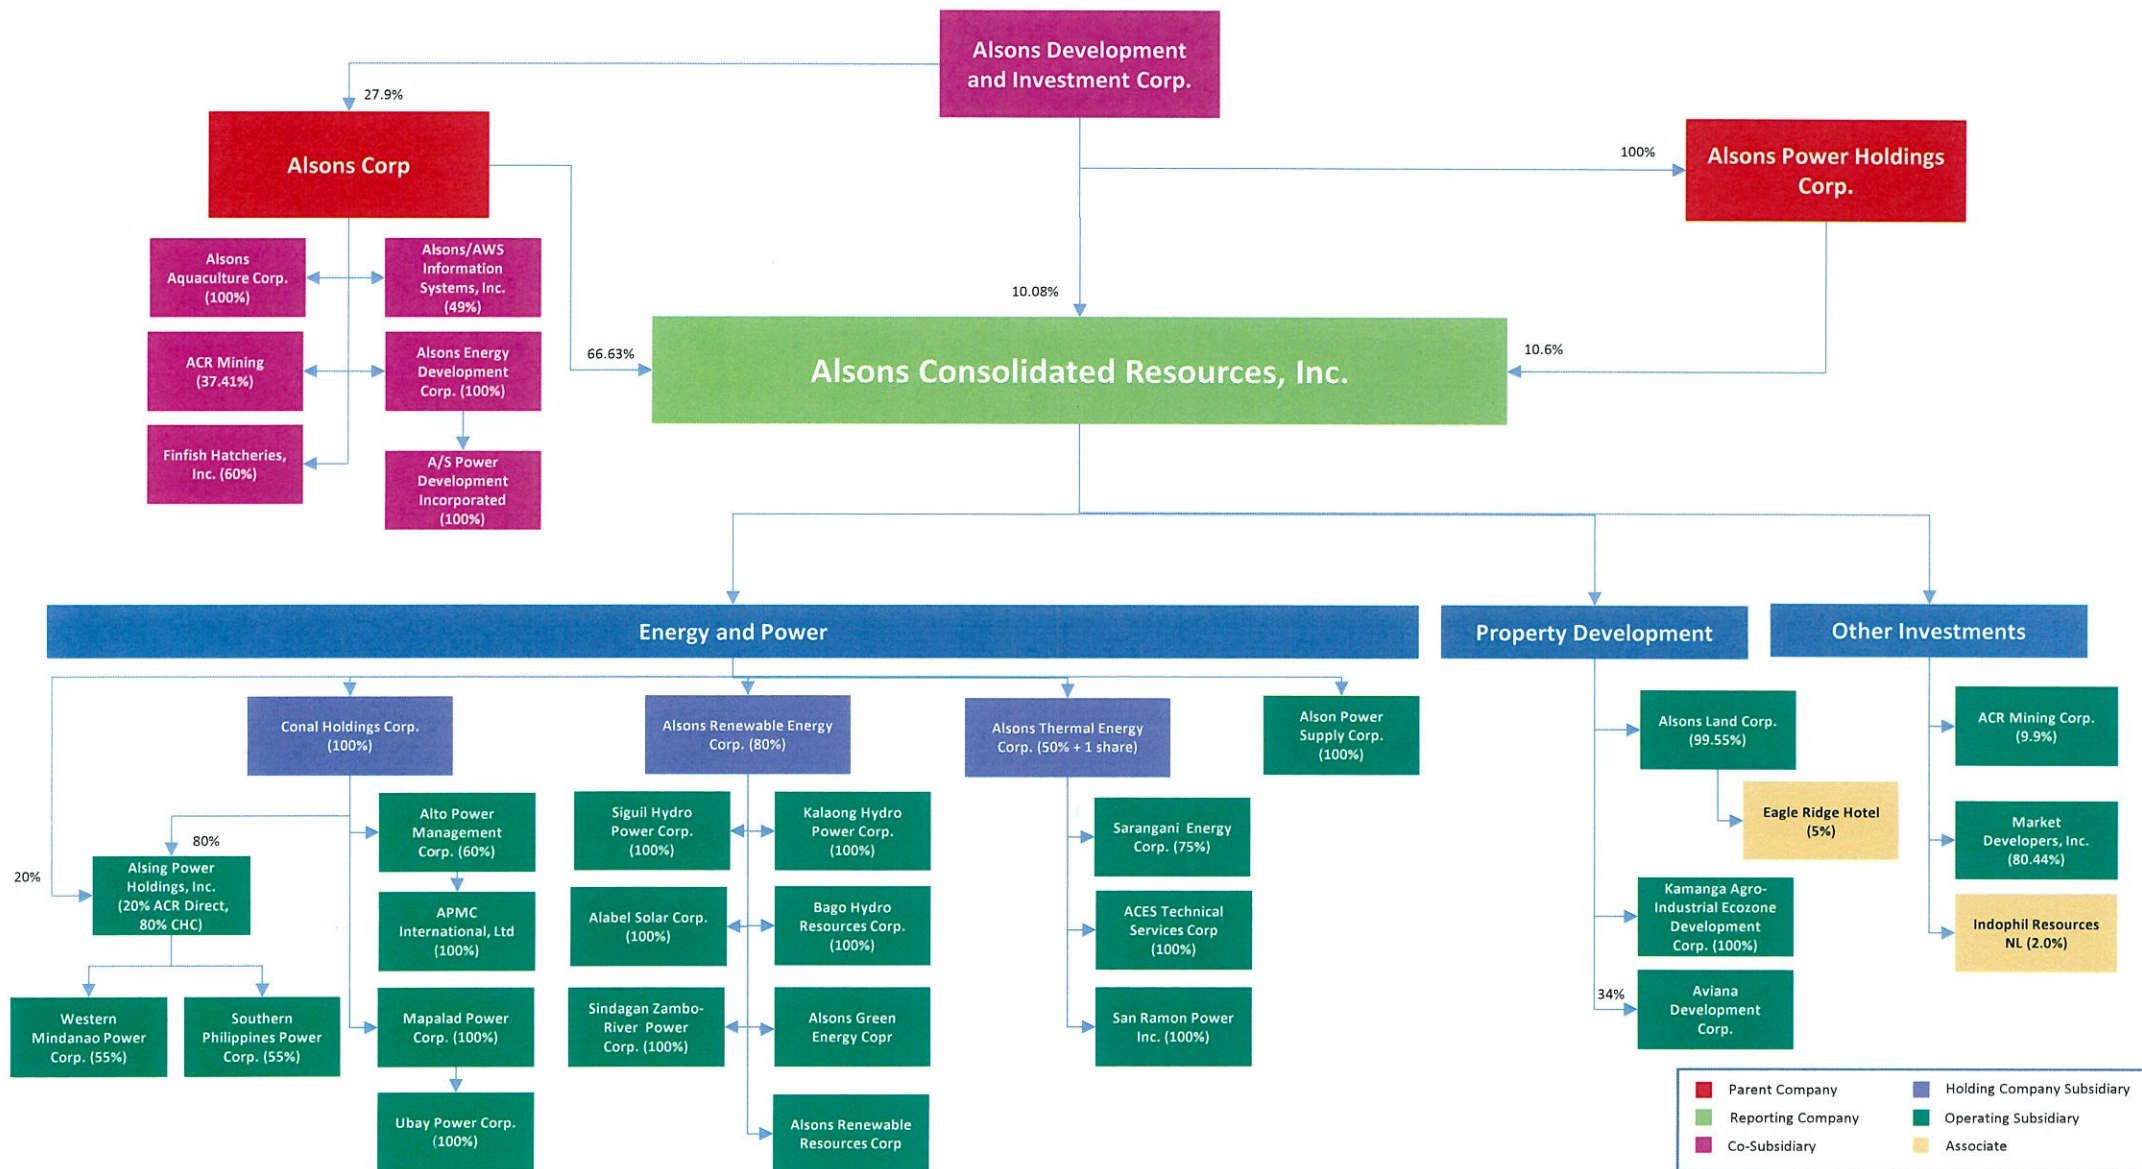 Alsons Development
and Investment Corp.
27.9%
Alsons Corp
100%
Alsons Power Holdings
Corp.
Alsons
Aquaculture Corp.
(100%)
Alsons/AWS
Information
Systems, Inc.
(49%)
ACR Mining
(37.41%)
Alsons Energy
Development
Corp. (100%)
Finfish Hatcheries,
Inc. (60%)
A/S Power
Development
Incorporated
(100%)
10.08%
66.63%
10.6%
Alsons Consolidated Resources, Inc.
Energy and Power
Property Development
Other Investments
Conal Holdings Corp.
(100%)
Alsons Renewable Energy
Corp. (80%)
Alsons Thermal Energy
Corp. (50% + 1 share)
Alson Power
Supply Corp.
(100%)
20%
80%
Alsing Power
Holdings, Inc.
(20% ACR Direct,
80% CHC)
Western
Mindanao Power
Corp. (55%)
Southern
Philippines Power
Corp. (55%)
Alto Power
Management
Corp. (60%)
APMC
International, Ltd
(100%)
Mapalad Power
Corp. (100%)
Ubay Power Corp.
(100%)
Siguil Hydro
Power Corp.
(100%)
Kalaong Hydro
Power Corp.
(100%)
Alabel Solar Corp.
(100%)
Bago Hydro
Resources Corp.
(100%)
Sindagan Zambo-
River Power
Corp. (100%)
Alsons Green
Energy Copr
Alsons Renewable
Resources Corp
Sarangani Energy
Corp. (75%)
ACES Technical
Services Corp
(100%)
San Ramon Power
Inc. (100%)
Alsons Land Corp.
(99.55%)
Eagle Ridge Hotel
(5%)
Kamanga Agro-
Industrial Ecozone
Development
Corp. (100%)
34%
Aviana
Development
Corp.
ACR Mining Corp.
(9.9%)
Market
Developers, Inc.
(80.44%)
Indophil Resources
NL (2.0%)
Parent Company
Reporting Company
Co-Subsidiary
Holding Company Subsidiary
Operating Subsidiary
Associate